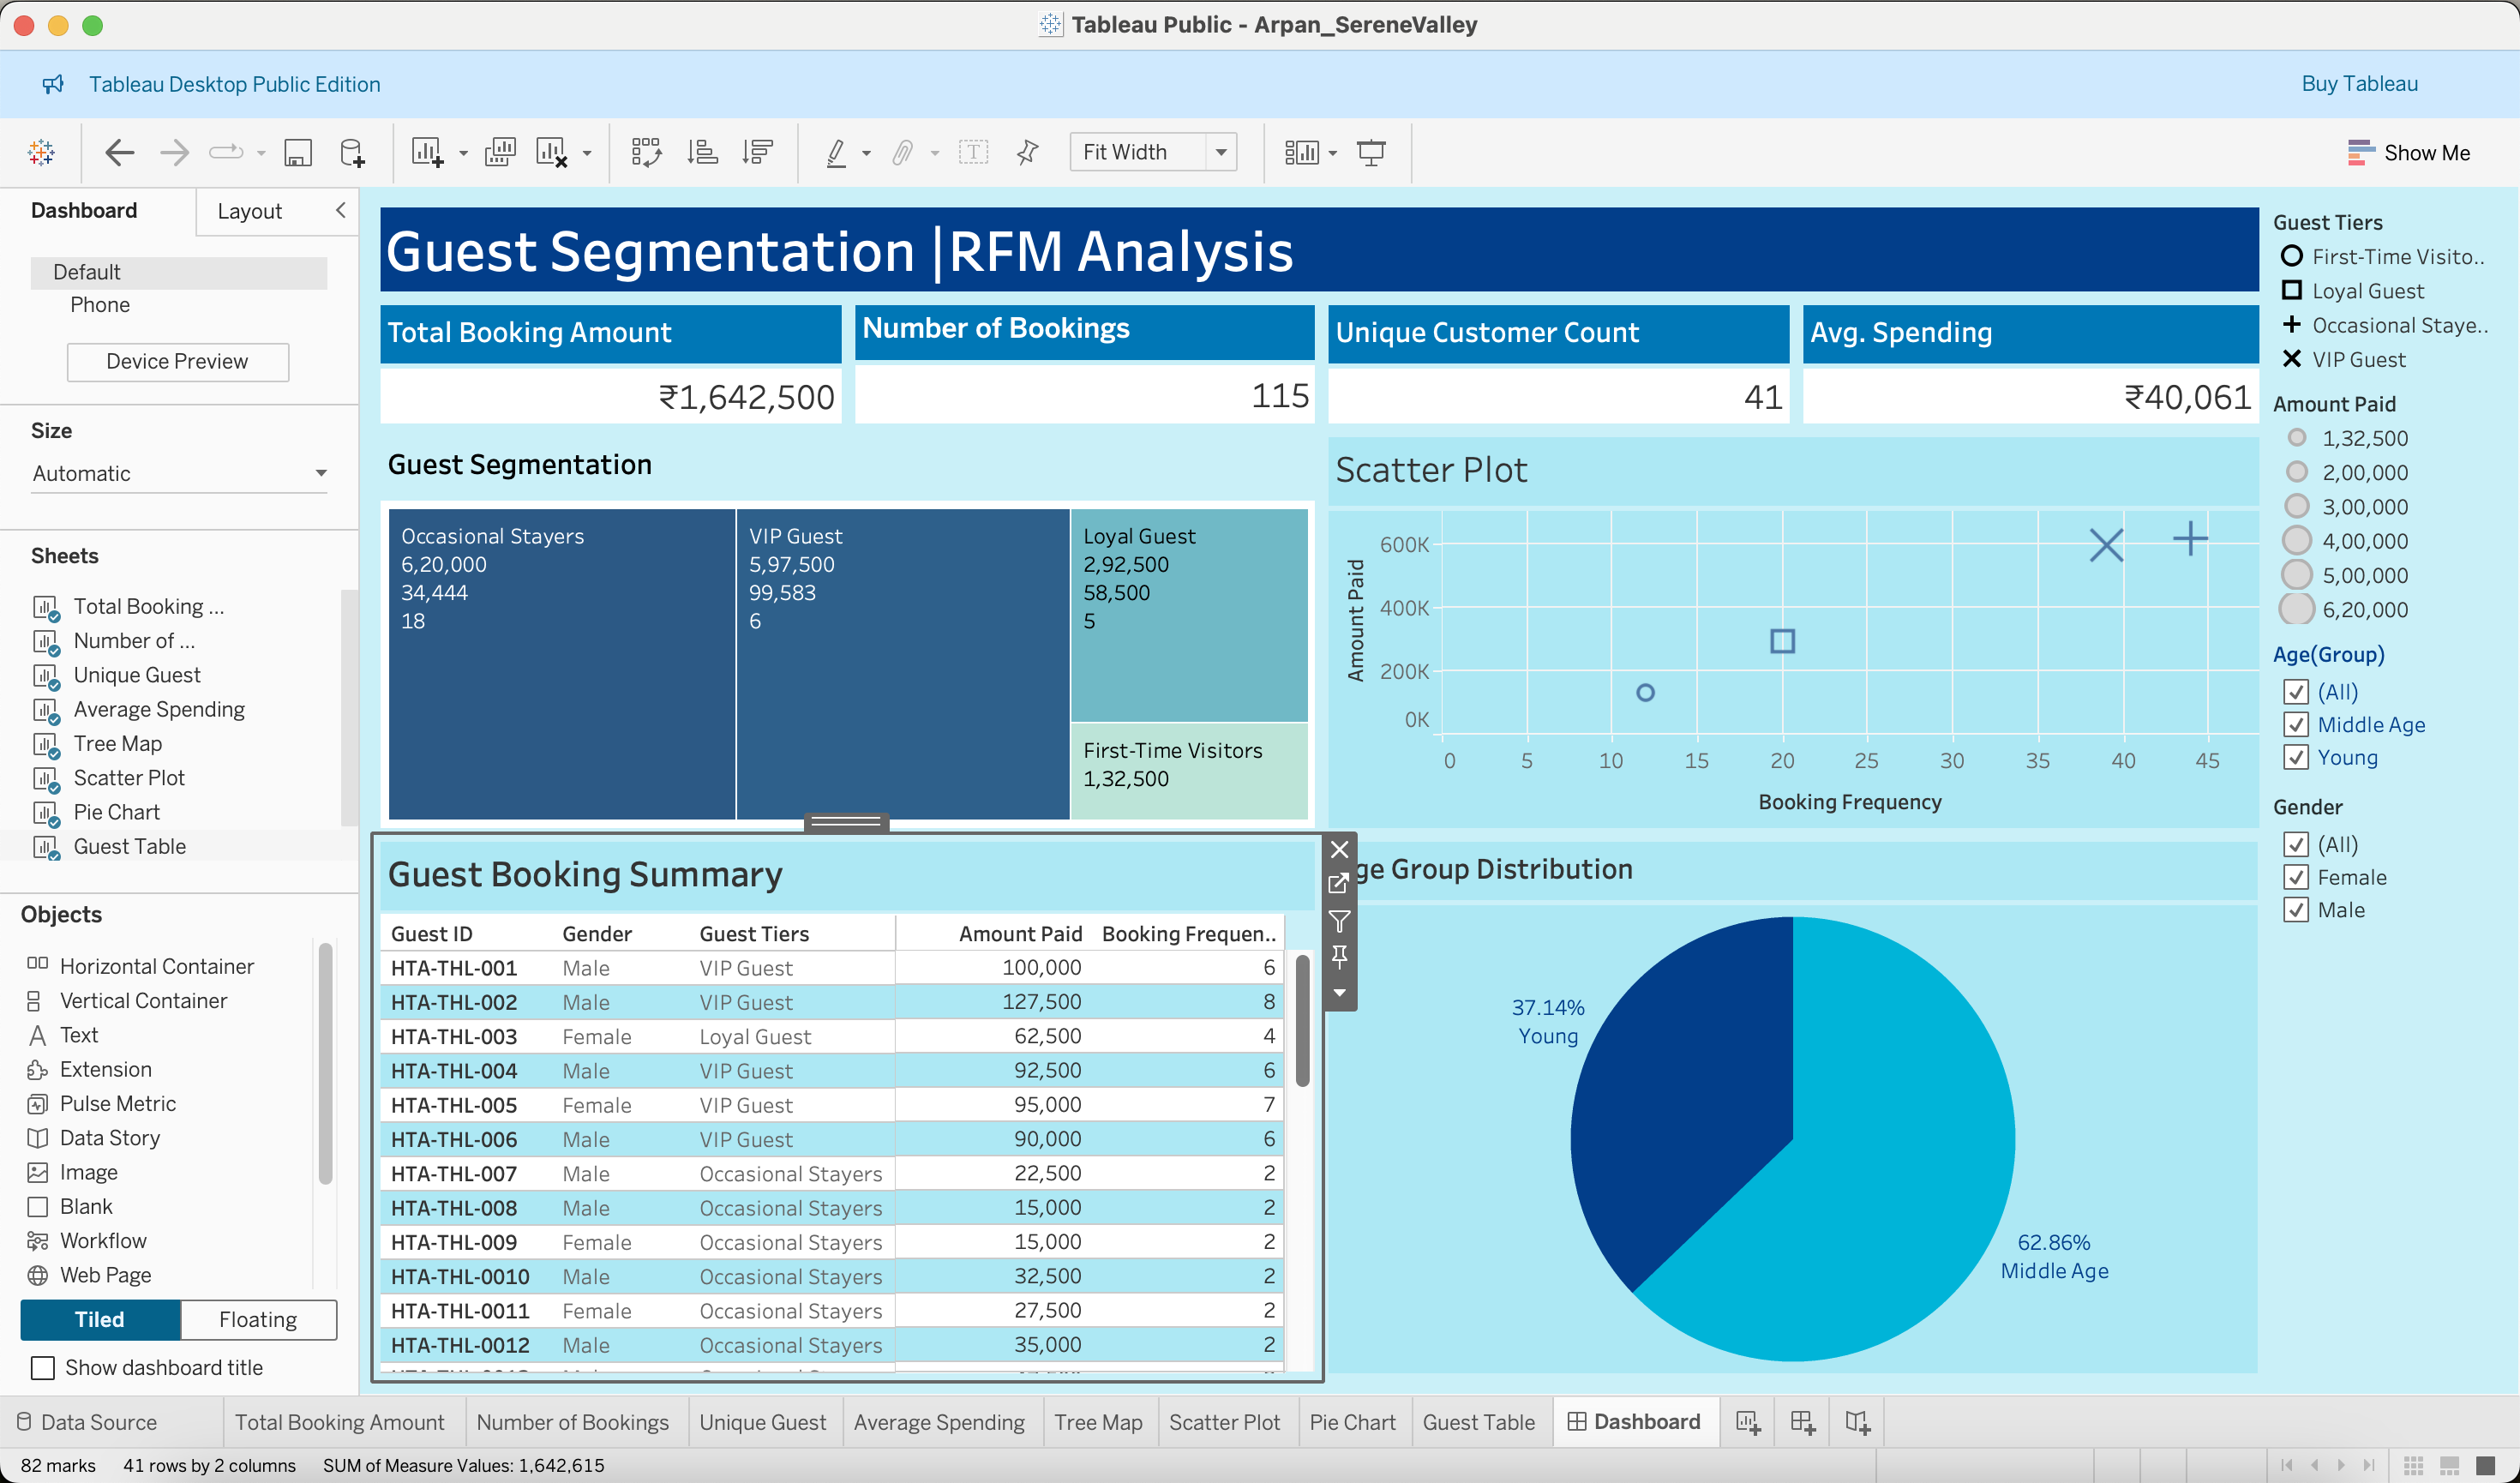 Tableau Public - Arpan_SereneValley
Tableau Desktop Public Edition
Buy Tableau
Fit Width
Show Me
Dashboard
Layout
Default
Phone
Device Preview
Size
Automatic
Sheets
Total Booking ...
Number of ...
Unique Guest
Average Spending
Tree Map
Scatter Plot
Pie Chart
Guest Table
Objects
Horizontal Container
Vertical Container
Text
Extension
Pulse Metric
Data Story
Image
Blank
Workflow
Web Page
Tiled
Floating
Show dashboard title
Guest Segmentation |RFM Analysis
Total Booking Amount
₹1,642,500
Number of Bookings
115
Unique Customer Count
41
Avg. Spending
₹40,061
Guest Segmentation
Occasional Stayers
6,20,000
34,444
18
VIP Guest
5,97,500
99,583
6
Loyal Guest
2,92,500
58,500
5
First-Time Visitors
1,32,500
Scatter Plot
Amount Paid
600K
400K
200K
0K
0 5 10 15 20 25 30 35 40 45
Booking Frequency
Guest Booking Summary
Guest ID Gender Guest Tiers Amount Paid Booking Frequen..
HTA-THL-001 Male VIP Guest 100,000 6
HTA-THL-002 Male VIP Guest 127,500 8
HTA-THL-003 Female Loyal Guest 62,500 4
HTA-THL-004 Male VIP Guest 92,500 6
HTA-THL-005 Female VIP Guest 95,000 7
HTA-THL-006 Male VIP Guest 90,000 6
HTA-THL-007 Male Occasional Stayers 22,500 2
HTA-THL-008 Male Occasional Stayers 15,000 2
HTA-THL-009 Female Occasional Stayers 15,000 2
HTA-THL-0010 Male Occasional Stayers 32,500 2
HTA-THL-0011 Female Occasional Stayers 27,500 2
HTA-THL-0012 Male Occasional Stayers 35,000 2
ge Group Distribution
37.14%
Young
62.86%
Middle Age
Guest Tiers
First-Time Visito..
Loyal Guest
Occasional Staye..
VIP Guest
Amount Paid
1,32,500
2,00,000
3,00,000
4,00,000
5,00,000
6,20,000
Age(Group)
(All)
Middle Age
Young
Gender
(All)
Female
Male
Data Source
Total Booking Amount
Number of Bookings
Unique Guest
Average Spending
Tree Map
Scatter Plot
Pie Chart
Guest Table
Dashboard
82 marks 41 rows by 2 columns SUM of Measure Values: 1,642,615